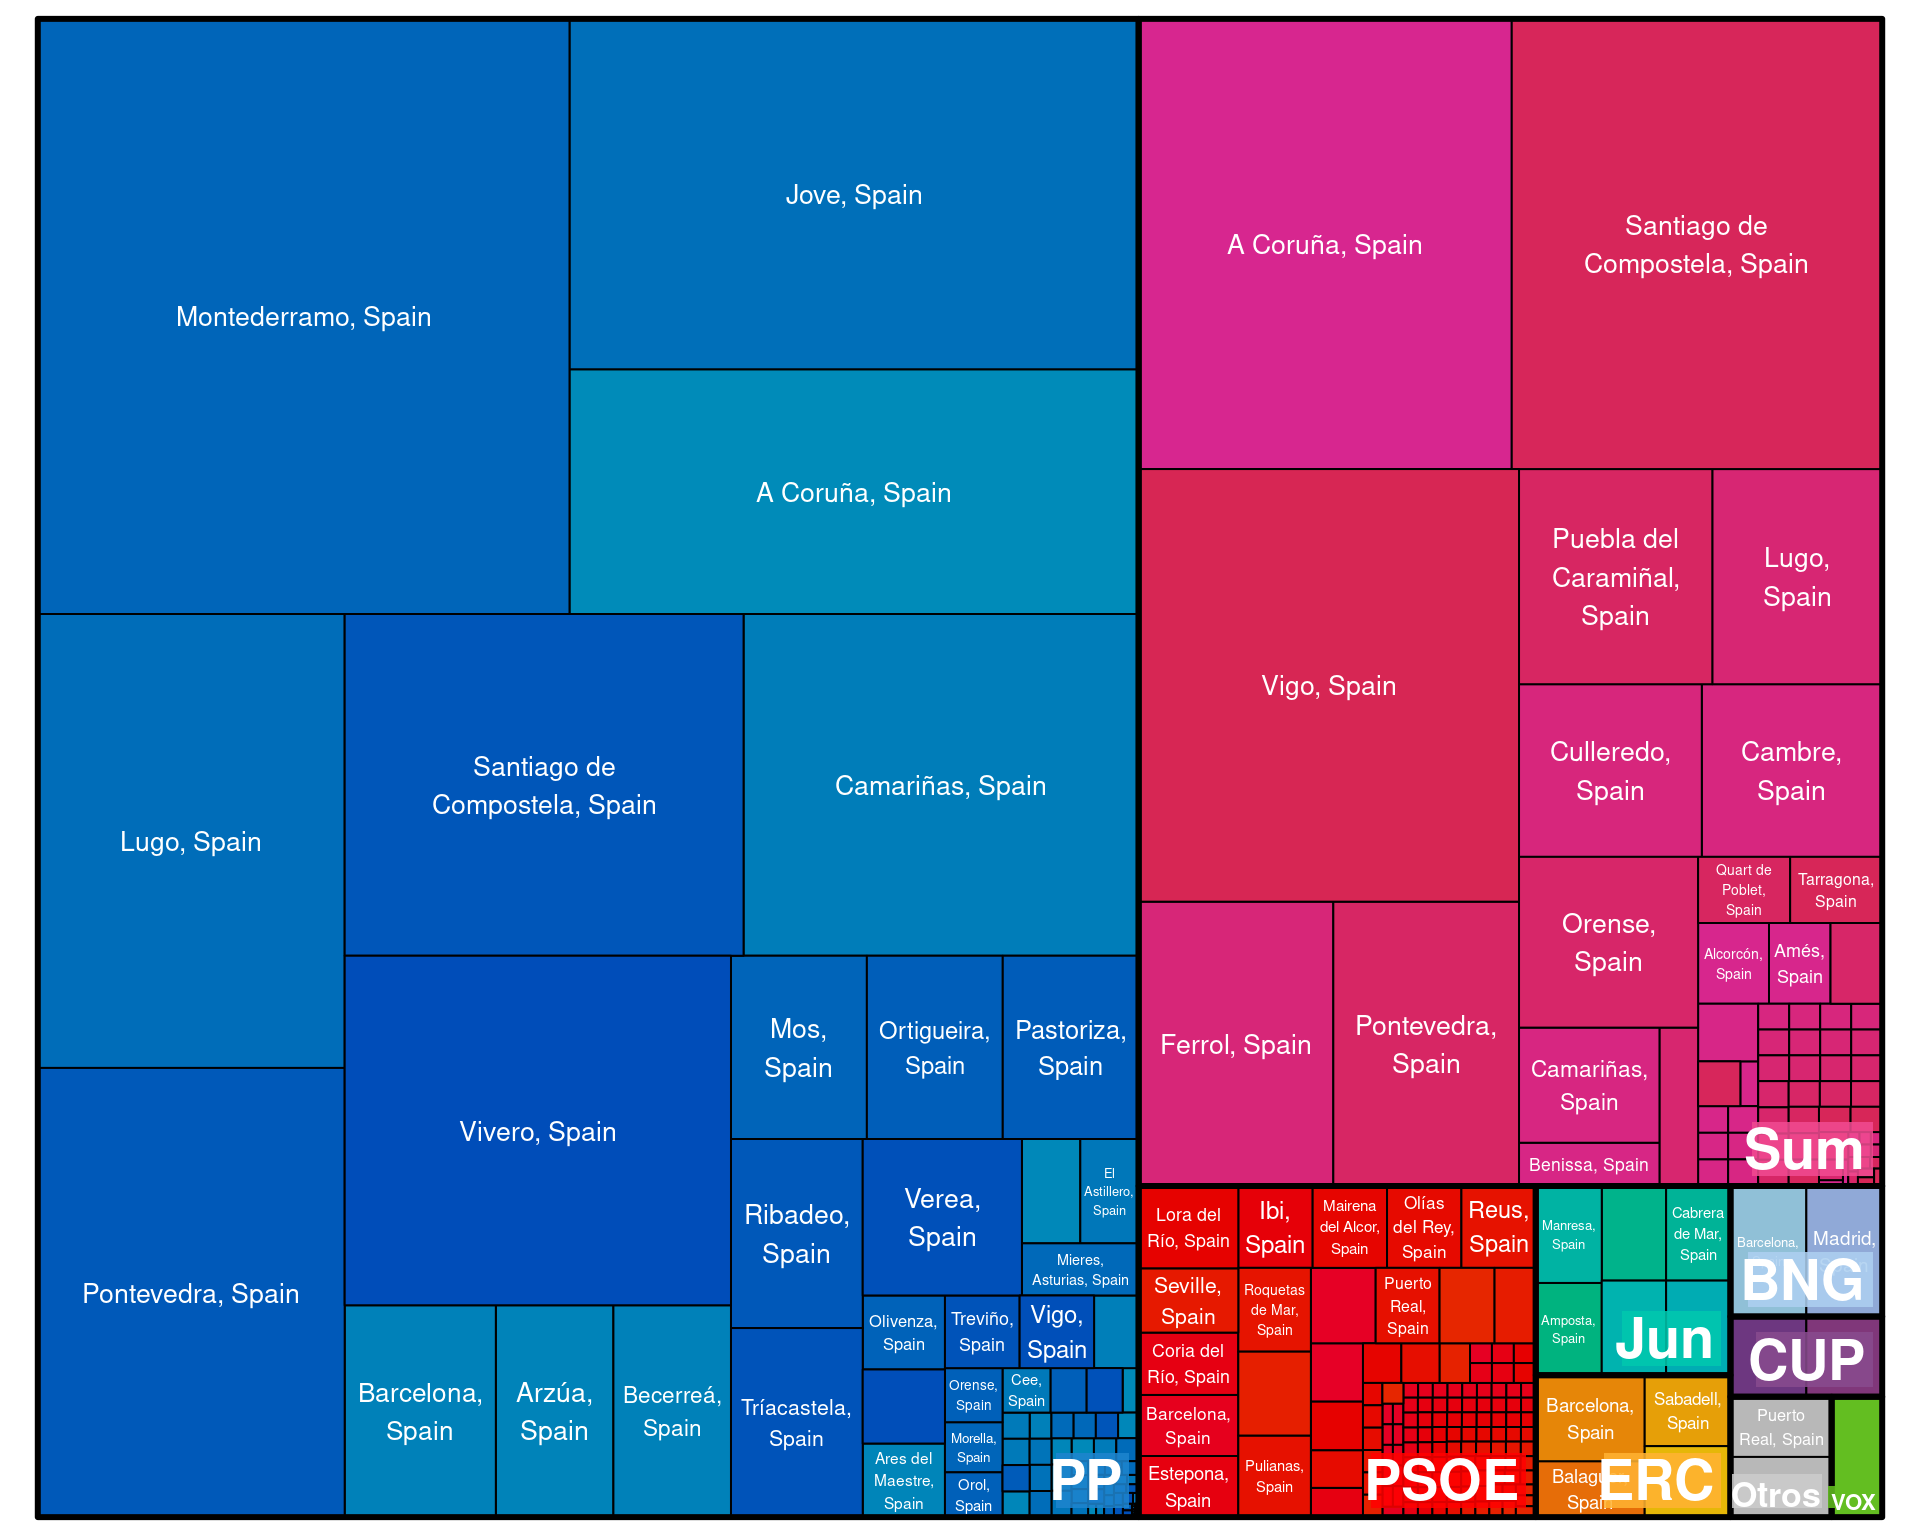 Montederramo, Spain
Jove, Spain
A Coruña, Spain
Lugo, Spain
Santiago de
Compostela, Spain
Camariñas, Spain
Pontevedra, Spain
Vivero, Spain
Mos,
Spain
Ortigueira,
Spain
Pastoriza,
Spain
Barcelona,
Spain
Arzúa,
Spain
Becerreá,
Spain
Ribadeo,
Spain
Tríacastela,
Spain
Verea,
Spain
El
Astillero,
Spain
Mieres,
Asturias, Spain
Olivenza,
Spain
Treviño,
Spain
Vigo,
Spain
Orense,
Spain
Cee,
Spain
Morella,
Spain
Ares del
Maestre,
Spain
Orol,
Spain
PP
A Coruña, Spain
Santiago de
Compostela, Spain
Vigo, Spain
Puebla del
Caramiñal,
Spain
Lugo,
Spain
Culleredo,
Spain
Cambre,
Spain
Ferrol, Spain
Pontevedra,
Spain
Orense,
Spain
Quart de
Poblet,
Spain
Tarragona,
Spain
Alcorcón,
Spain
Amés,
Spain
Camariñas,
Spain
Benissa, Spain
Sum
Lora del
Río, Spain
Ibi,
Spain
Mairena
del Alcor,
Spain
Olías
del Rey,
Spain
Reus,
Spain
Seville,
Spain
Roquetas
de Mar,
Spain
Puerto
Real,
Spain
Coria del
Río, Spain
Barcelona,
Spain
Estepona,
Spain
Pulianas,
Spain
PSOE
Manresa,
Spain
Cabrera
de Mar,
Spain
Amposta,
Spain
Jun
Barcelona,
Spain
Sabadell,
Spain
Spain
ERC
Barcelona,
Madrid,
BNG
CUP
Puerto
Real, Spain
Otros
VOX